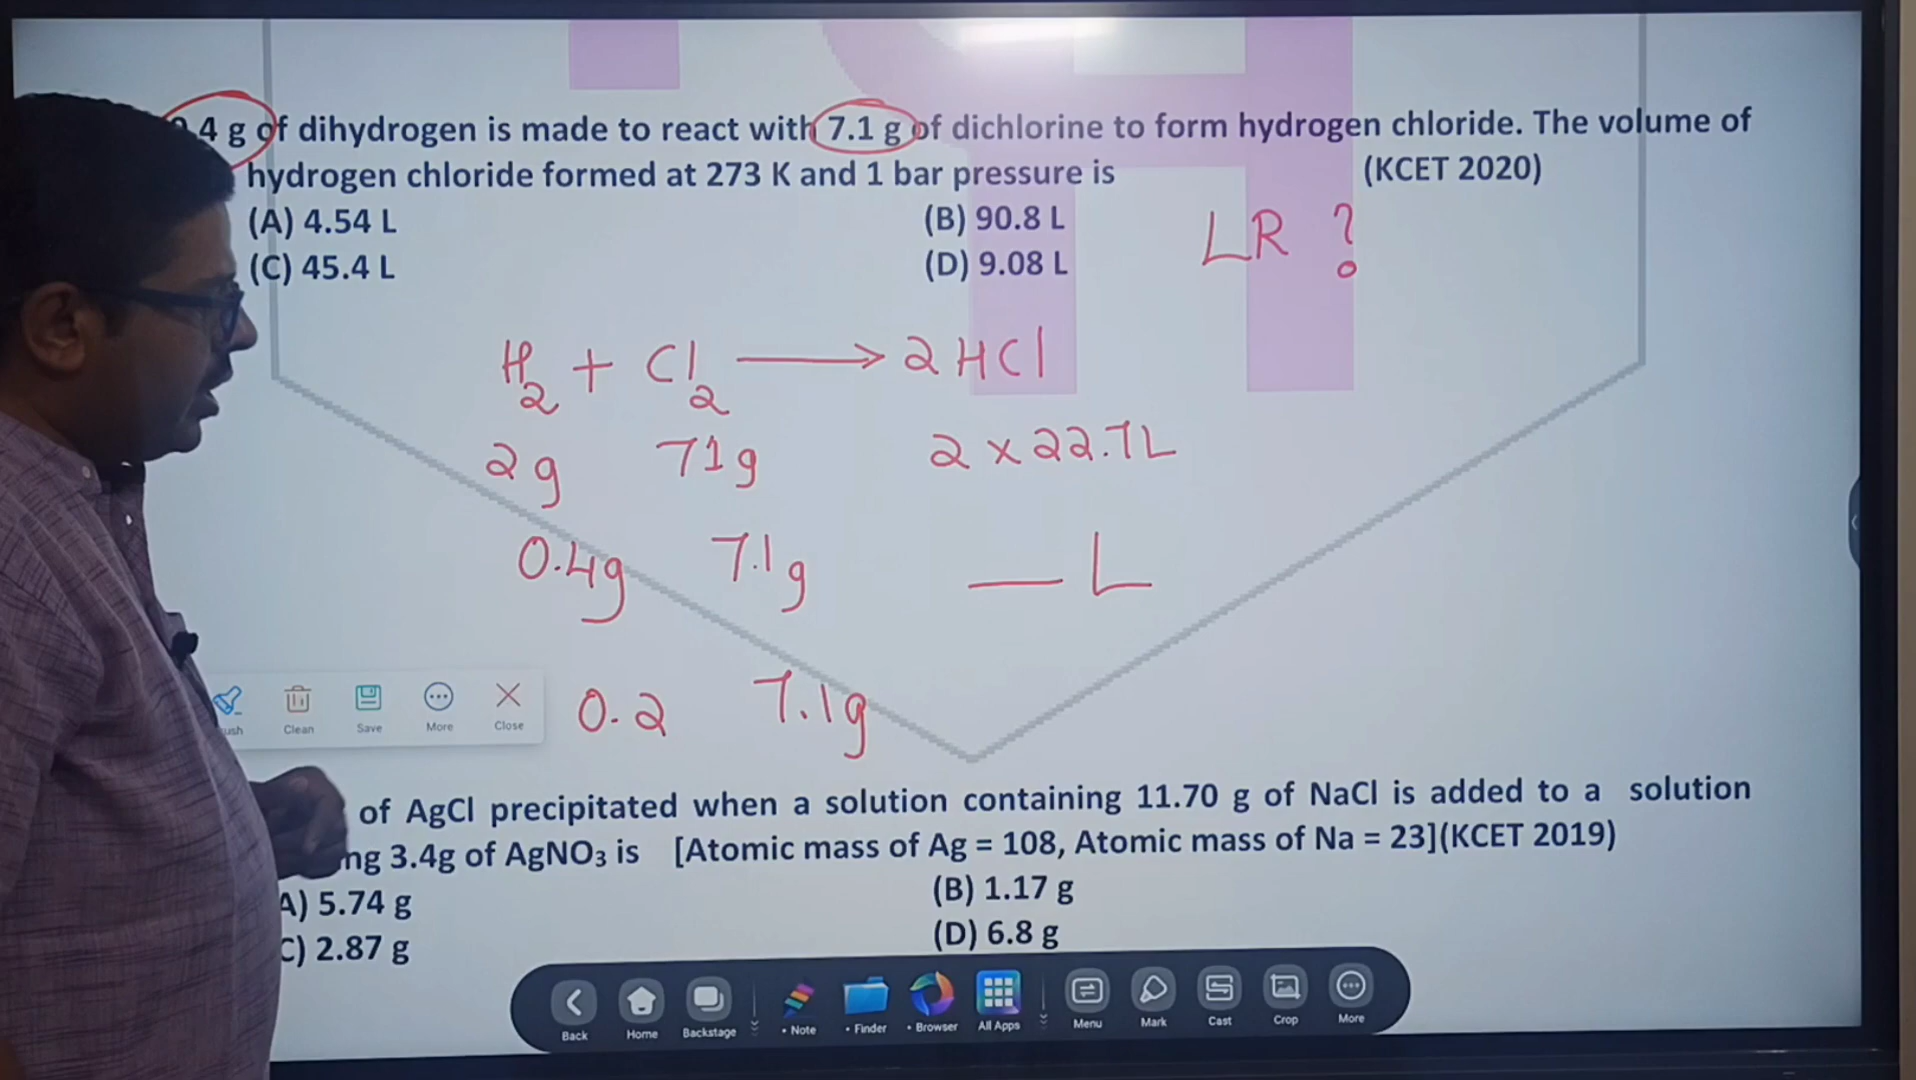 .4 g of dihydrogen is made to react with 7.1 g of dichlorine to form hydrogen chloride. The volume of
hydrogen chloride formed at 273 K and 1 bar pressure is (KCET 2020)
(A) 4.54 L (B) 90.8 L
(C) 45.4 L (D) 9.08 L
LR ?
H2 + Cl2 → 2HCl
2g 71g 2 × 22.7L
0.4g 7.1g __ L
0.2 7.1g
Clean Save More Close
of AgCl precipitated when a solution containing 11.70 g of NaCl is added to a solution
3.4g of AgNO3 is [Atomic mass of Ag = 108, Atomic mass of Na = 23](KCET 2019)
A) 5.74 g (B) 1.17 g
C) 2.87 g (D) 6.8 g
Back Home Backstage • Note • Finder • Browser All Apps Menu Mark Cast Crop More